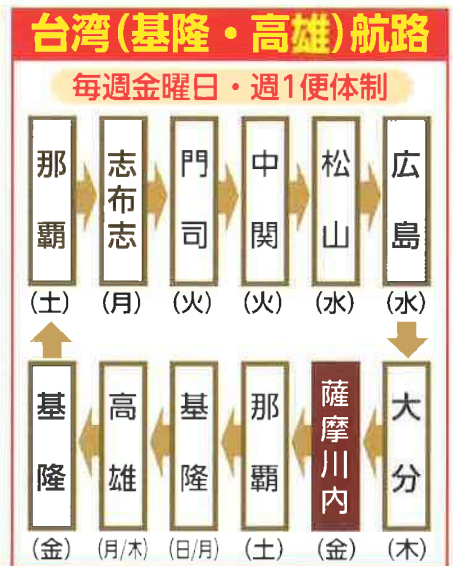 台湾(基隆・高雄)航路
毎週金曜日・週1便体制
那覇
志布志
門司
中関
松山
広島
(土)
(月)
(火)
(火)
(水)
(水)
基隆
高雄
基隆
那覇
薩摩川内
大分
(金)
(月/木)
(日/月)
(土)
(金)
(木)